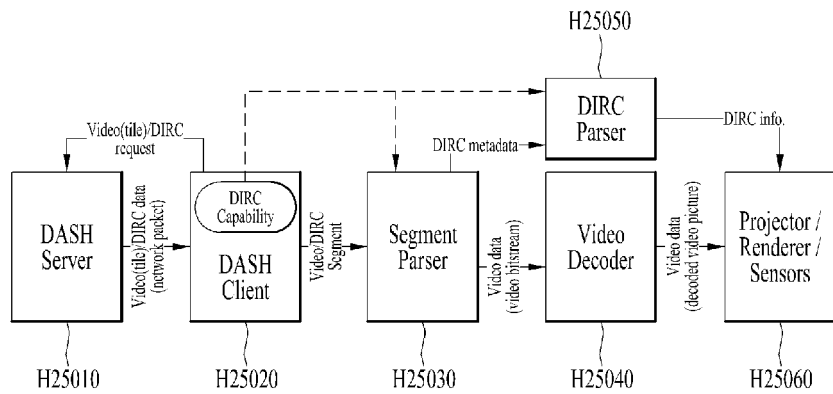 H25050
DIRC
Parser
Video(tile)/DIRC
request
DIRC metadata
DIRC info.
DASH
Server
Video(tile)/DIRC data
(network packet)
DIRC
Capability
DASH
Client
Video/DIRC
Segment
Segment
Parser
Video data
(video bitstream)
Video
Decoder
Video data
(decoded video picture)
Projector /
Renderer /
Sensors
H25010
H25020
H25030
H25040
H25060